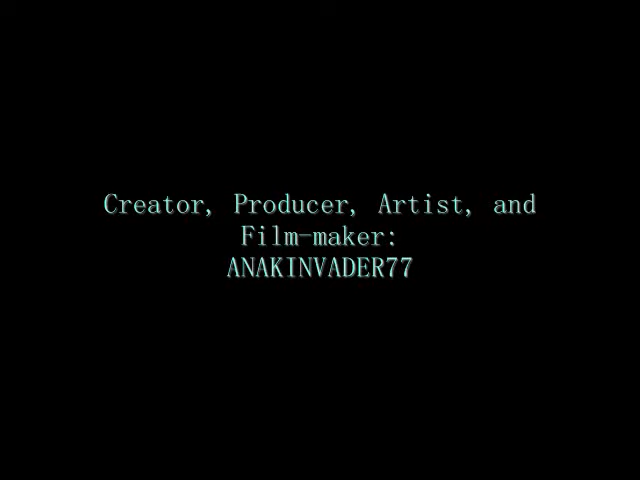 Creator, Producer, Artist, and
Film-maker:
ANAKINVADER77